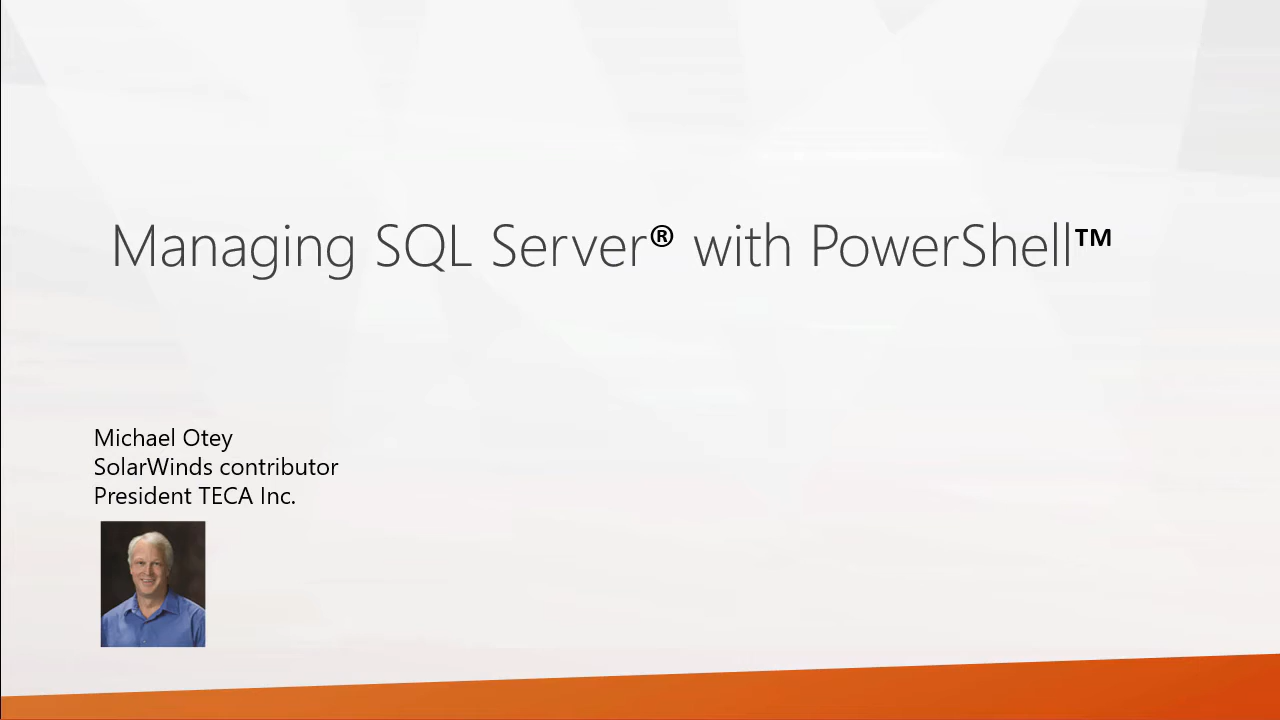 Managing SQL Server® with PowerShell™
Michael Otey
SolarWinds contributor
President TECA Inc.